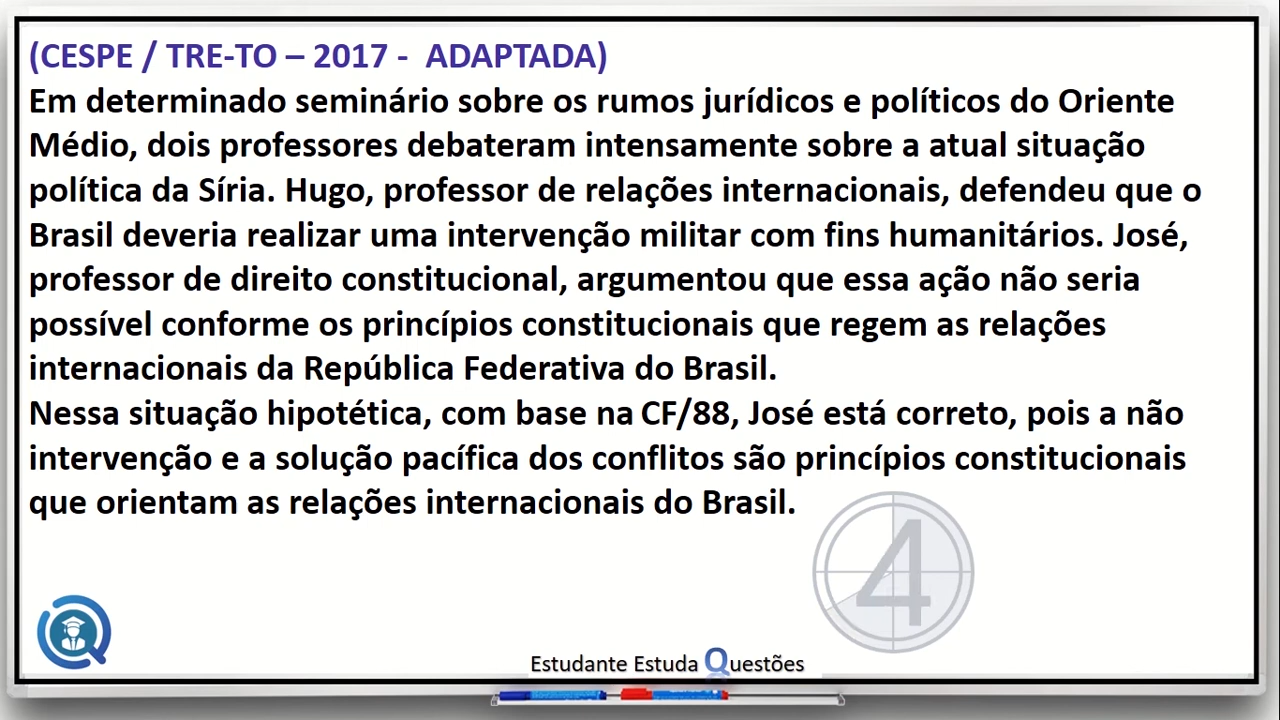 (CESPE / TRE-TO – 2017 -  ADAPTADA)
Em determinado seminário sobre os rumos jurídicos e políticos do Oriente
Médio, dois professores debateram intensamente sobre a atual situação
política da Síria. Hugo, professor de relações internacionais, defendeu que o
Brasil deveria realizar uma intervenção militar com fins humanitários. José,
professor de direito constitucional, argumentou que essa ação não seria
possível conforme os princípios constitucionais que regem as relações
internacionais da República Federativa do Brasil.
Nessa situação hipotética, com base na CF/88, José está correto, pois a não
intervenção e a solução pacífica dos conflitos são princípios constitucionais
que orientam as relações internacionais do Brasil.
4
Estudante Estuda Questões